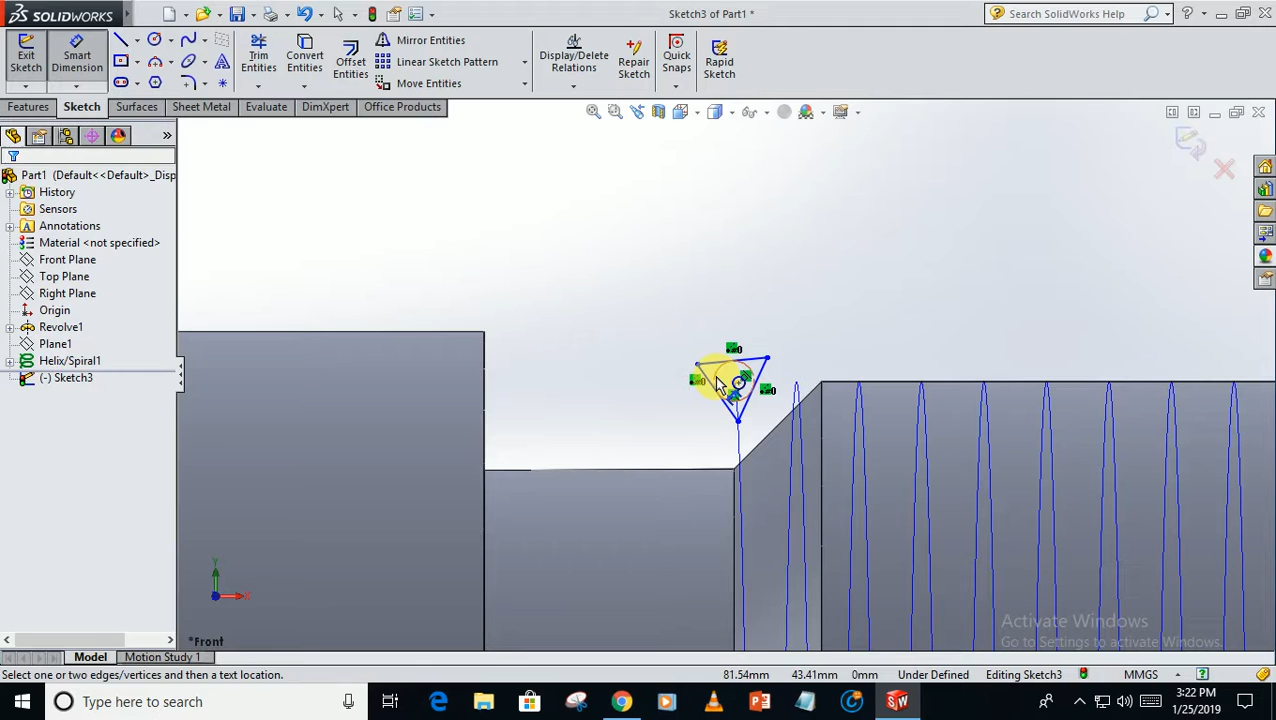 SOLIDWORKS
Sketch3 of Part1 *
Search SolidWorks Help
Exit Sketch
Smart Dimension
Trim Entities
Convert Entities
Offset Entities
Mirror Entities
Linear Sketch Pattern
Move Entities
Display/Delete Relations
Repair Sketch
Quick Snaps
Rapid Sketch
Features
Sketch
Surfaces
Sheet Metal
Evaluate
DimXpert
Office Products
Part1 (Default<<Default>_Disp
History
Sensors
Annotations
Material <not specified>
Front Plane
Top Plane
Right Plane
Origin
Revolve1
Plane1
Helix/Spiral1
(-) Sketch3
Y
X
*Front
Activate Windows
Go to Settings to activate Windows.
Model
Motion Study 1
Select one or two edges/vertices and then a text location.
81.54mm
43.41mm
0mm
Under Defined
Editing Sketch3
MMGS
Type here to search
3:22 PM
1/25/2019